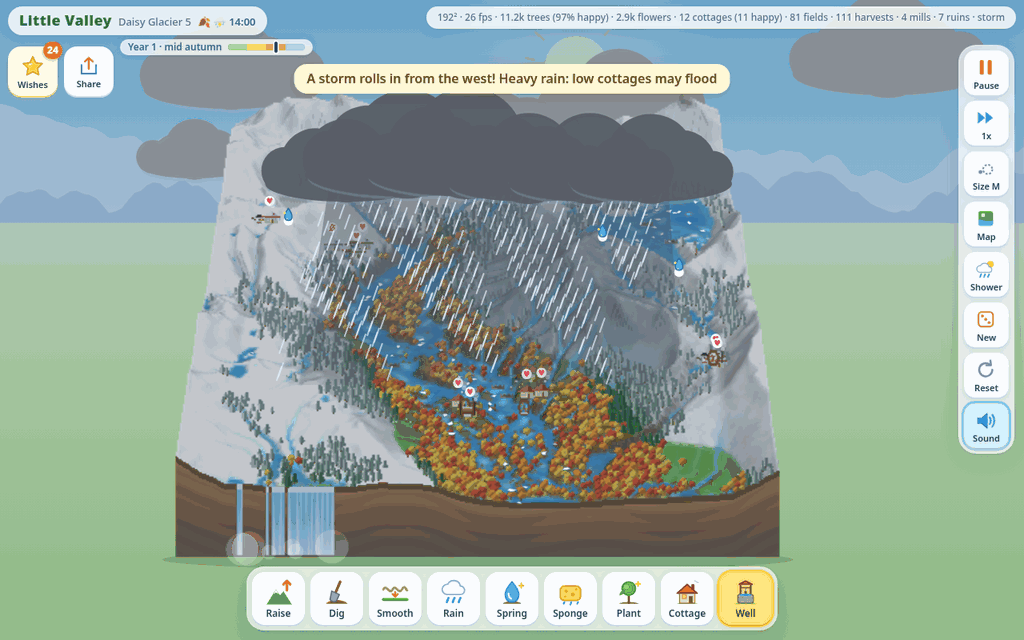 Little Valley Daisy Glacier 5 14:00
192² · 26 fps · 11.2k trees (97% happy) · 2.9k flowers · 12 cottages (11 happy) · 81 fields · 111 harvests · 4 mills · 7 ruins · storm
Year 1 · mid autumn
24
Wishes
Share
A storm rolls in from the west! Heavy rain: low cottages may flood
Pause
1x
Size M
Map
Shower
New
Reset
Sound
Raise
Dig
Smooth
Rain
Spring
Sponge
Plant
Cottage
Well